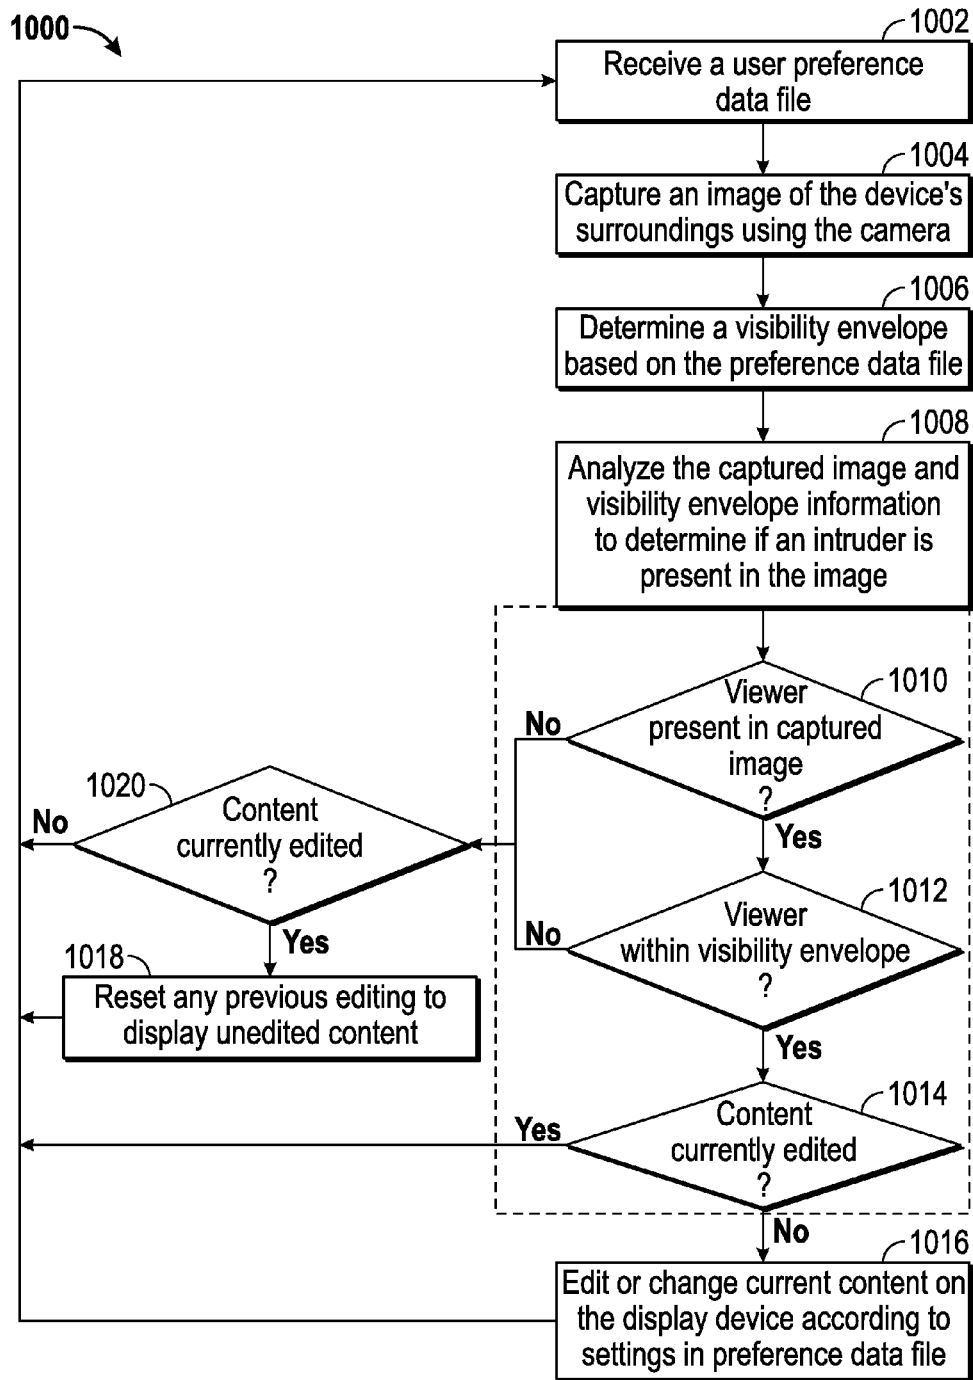 1000
1002
Receive a user preference
data file
1004
Capture an image of the device's
surroundings using the camera
1006
Determine a visibility envelope
based on the preference data file
1008
Analyze the captured image and
visibility envelope information
to determine if an intruder is
present in the image
1010
Viewer
present in captured
image
?
No
Yes
1020
Content
currently edited
?
No
Yes
1012
Viewer
within visibility envelope
?
No
Yes
1018
Reset any previous editing to
display unedited content
1014
Content
currently edited
?
Yes
No
1016
Edit or change current content on
the display device according to
settings in preference data file